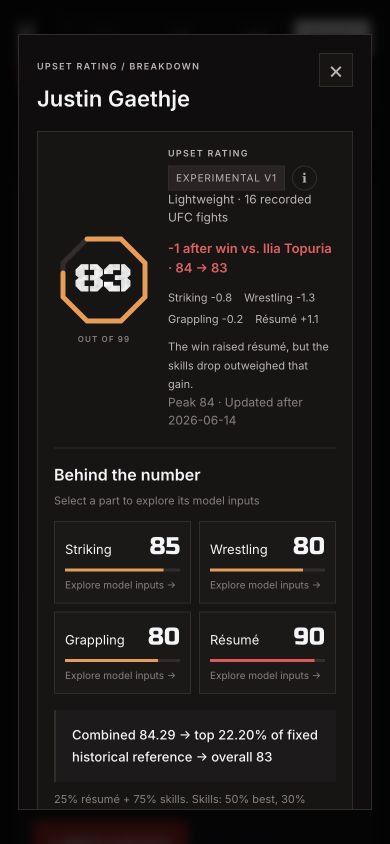 UPSET RATING / BREAKDOWN
Justin Gaethje
UPSET RATING
EXPERIMENTAL V1
i
Lightweight · 16 recorded
UFC fights
-1 after win vs. Ilia Topuria
· 84 → 83
Striking -0.8 Wrestling -1.3
Grappling -0.2 Résumé +1.1
The win raised résumé, but the
skills drop outweighed that
gain.
Peak 84 · Updated after
2026-06-14
83
OUT OF 99
Behind the number
Select a part to explore its model inputs
Striking 85
Explore model inputs →
Wrestling 80
Explore model inputs →
Grappling 80
Explore model inputs →
Résumé 90
Explore model inputs →
Combined 84.29 → top 22.20% of fixed
historical reference → overall 83
25% résumé + 75% skills. Skills: 50% best, 30%